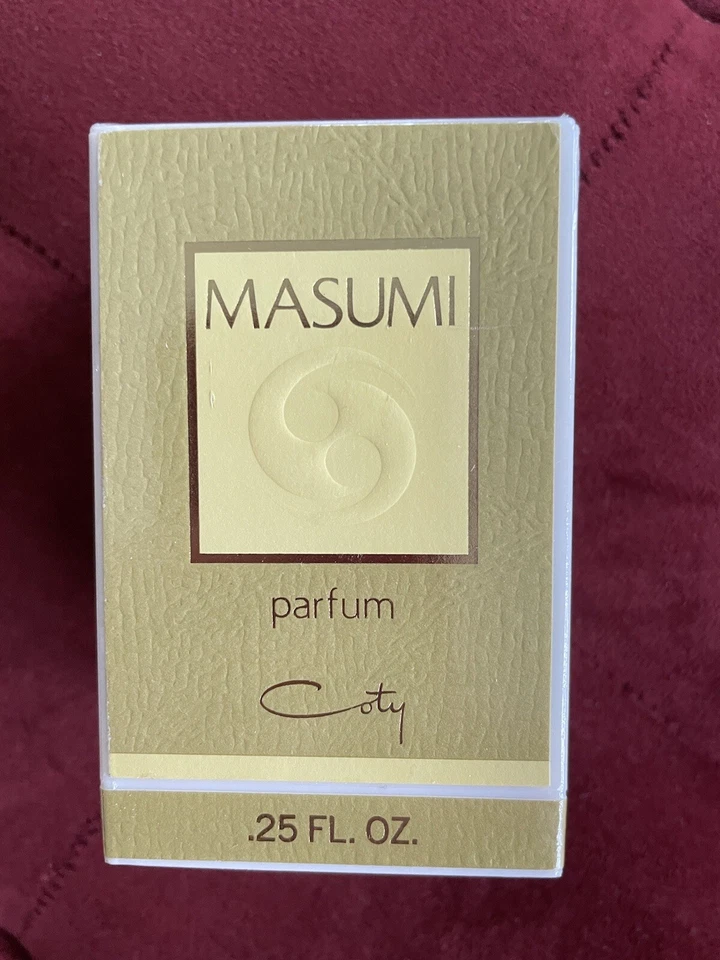 MASUMI
parfum
Coty
.25 FL. OZ.